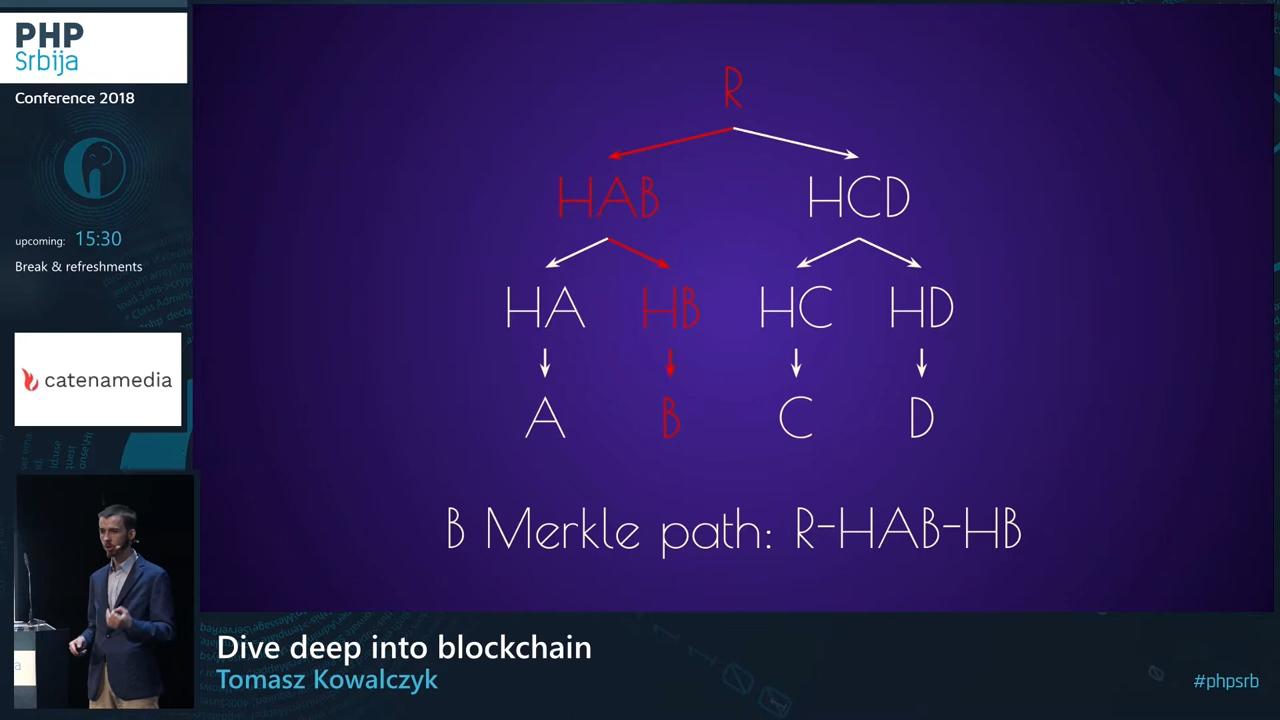 PHP
Srbija
Conference 2018
upcoming: 15:30
Break & refreshments
catenamedia
R
HAB HCD
HA HB HC HD
A B C D
B Merkle path: R-HAB-HB
Dive deep into blockchain
Tomasz Kowalczyk
#phpsrb